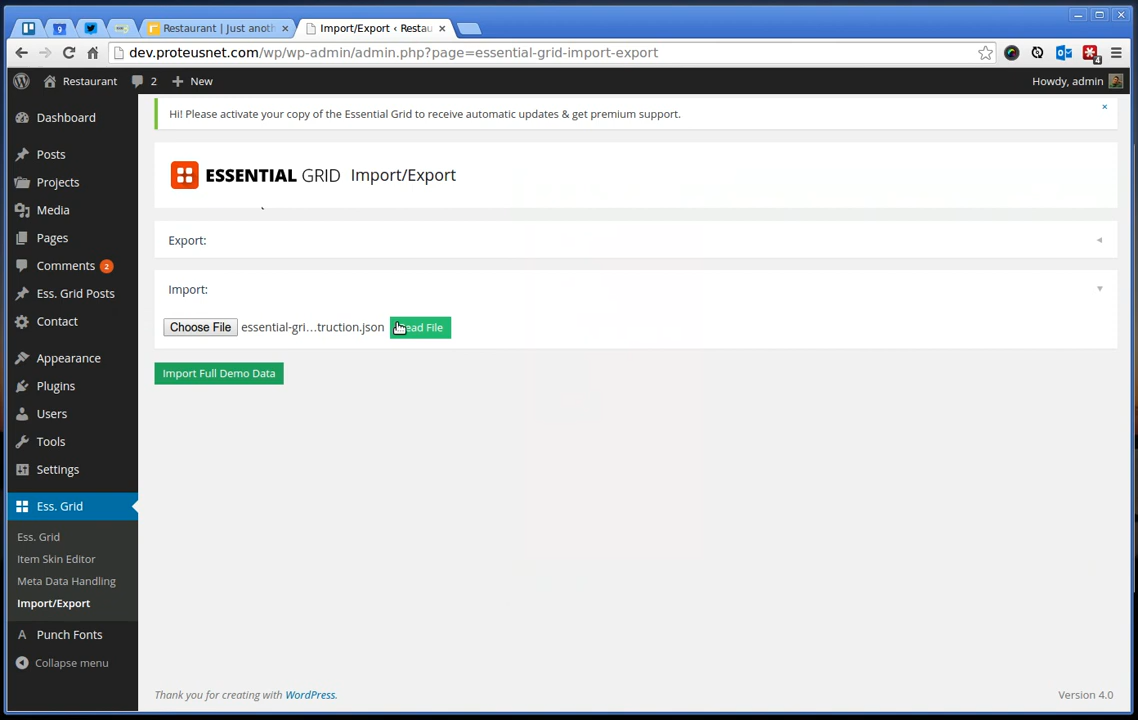 Restaurant | Just anoth
Import/Export ‹ Restau
dev.proteusnet.com/wp/wp-admin/admin.php?page=essential-grid-import-export
4
Restaurant
2
New
Howdy, admin
Dashboard
Posts
Projects
Media
Pages
Comments 2
Ess. Grid Posts
Contact
Appearance
Plugins
Users
Tools
Settings
Ess. Grid
Ess. Grid
Item Skin Editor
Meta Data Handling
Import/Export
Punch Fonts
Collapse menu
Hi! Please activate your copy of the Essential Grid to receive automatic updates & get premium support.
ESSENTIAL GRID Import/Export
Export:
Import:
Choose File essential-gri...truction.json Read File
Import Full Demo Data
Thank you for creating with WordPress.
Version 4.0